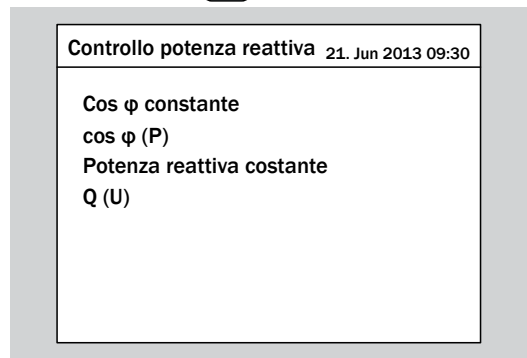 Controllo potenza reattiva 21. Jun 2013 09:30
Cos φ constante
cos φ (P)
Potenza reattiva costante
Q (U)